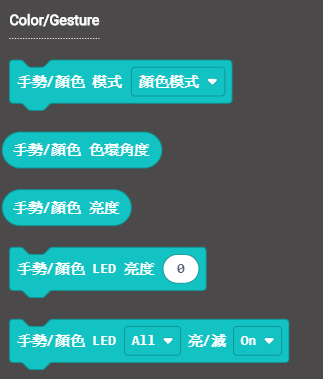 Color/Gesture
手勢/顏色 模式 顏色模式
手勢/顏色 色環角度
手勢/顏色 亮度
手勢/顏色 LED 亮度 0
手勢/顏色 LED All 亮/滅 On